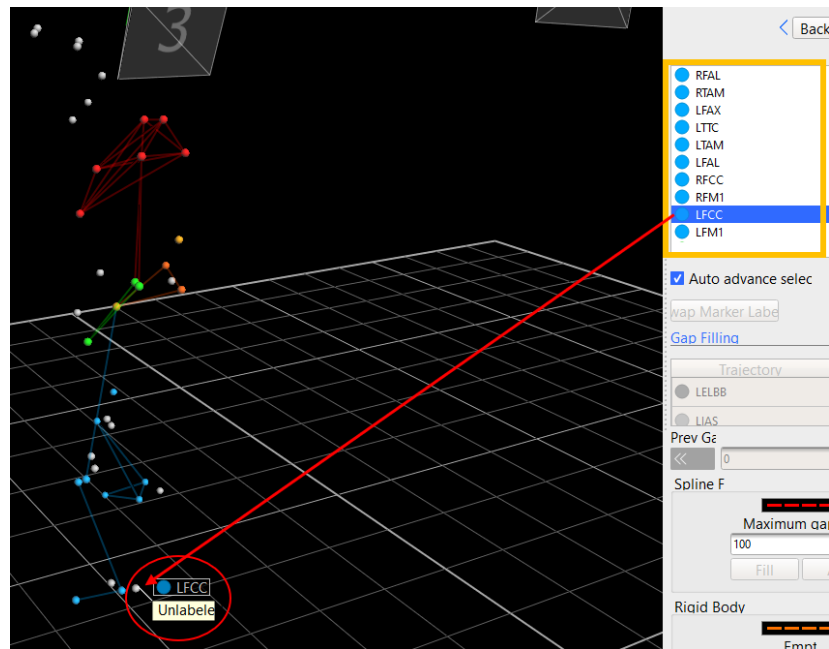 3
Back
RFAL
RTAM
LFAX
LTTC
LTAM
LFAL
RFCC
RFM1
LFCC
LFM1
Auto advance selec
wap Marker Labe
Gap Filling
Trajectory
LELBB
LIAS
Prev Ga
0
Spline F
Maximum gap
100
Fill
Rigid Body
Empt
LFCC
Unlabele